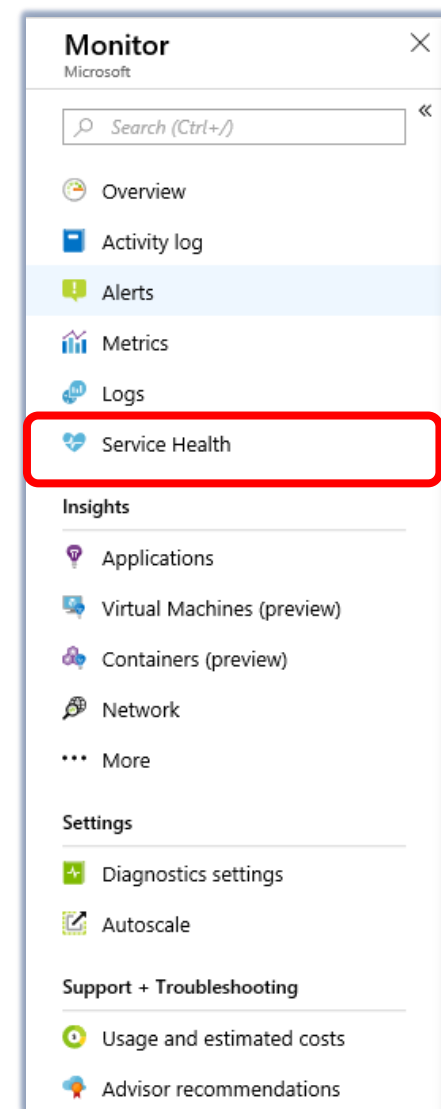 Monitor
Microsoft
Search (Ctrl+/)
Overview
Activity log
Alerts
Metrics
Logs
Service Health
Insights
Applications
Virtual Machines (preview)
Containers (preview)
Network
More
Settings
Diagnostics settings
Autoscale
Support + Troubleshooting
Usage and estimated costs
Advisor recommendations